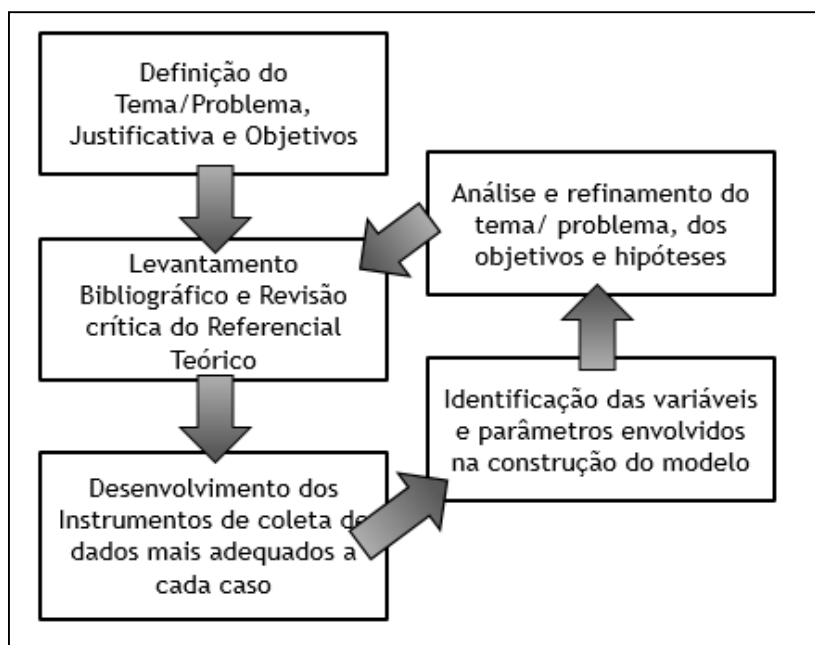 Definição do
Tema/Problema,
Justificativa e Objetivos
Levantamento
Bibliográfico e Revisão
crítica do Referencial
Teórico
Desenvolvimento dos
Instrumentos de coleta de
dados mais adequados a
cada caso
Identificação das variáveis
e parâmetros envolvidos
na construção do modelo
Análise e refinamento do
tema/ problema, dos
objetivos e hipóteses